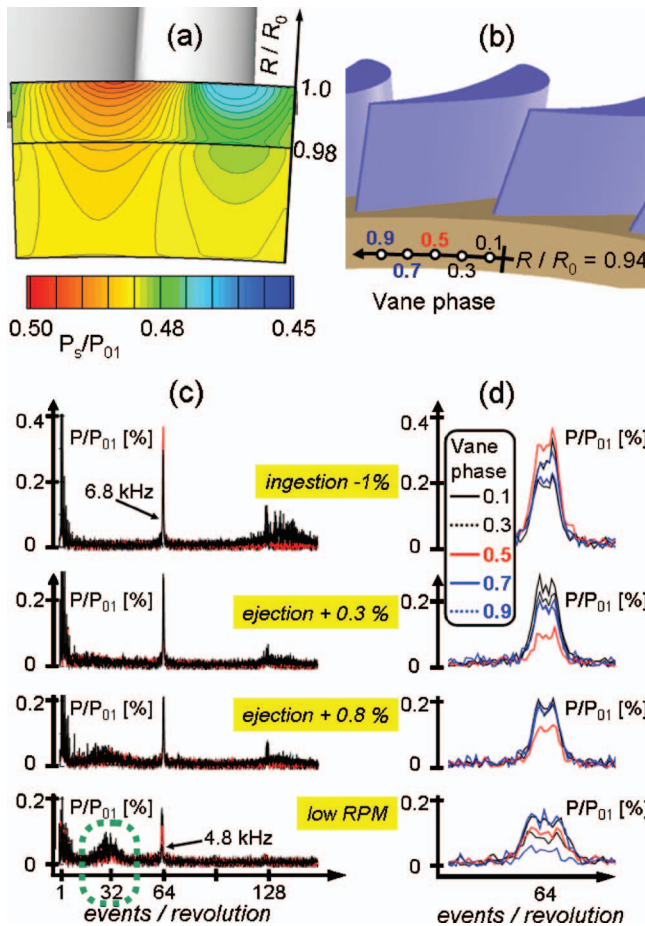 (a)
R / R0
1.0
0.98
0.50
0.48
0.45
Ps/P01
(b)
0.9
0.5
0.1
0.7
0.3
R / R0 = 0.94
Vane phase
(c)
0.4
P/P01 [%]
0.2
6.8 kHz
ingestion -1%
0
0.2
P/P01 [%]
ejection + 0.3 %
0
0.2
P/P01 [%]
ejection + 0.8 %
0
0.2
P/P01 [%]
low RPM
4.8 kHz
0
1
32
64
128
events / revolution
(d)
0.4
P/P01 [%]
Vane
phase
0.1
0.3
0.5
0.7
0.9
0.2
0
0.2
P/P01 [%]
0
0.2
P/P01 [%]
0
0.2
P/P01 [%]
0
64
events / revolution